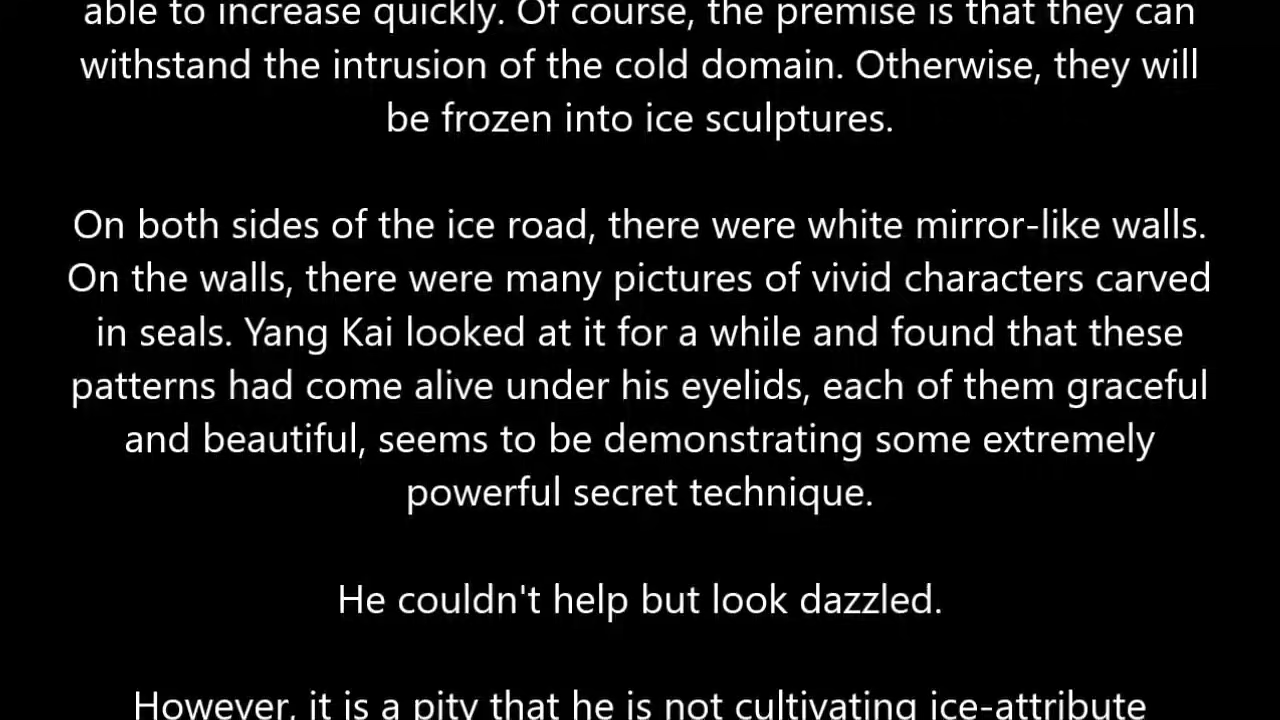 able to increase quickly. Of course, the premise is that they can
withstand the intrusion of the cold domain. Otherwise, they will
be frozen into ice sculptures.
On both sides of the ice road, there were white mirror-like walls.
On the walls, there were many pictures of vivid characters carved
in seals. Yang Kai looked at it for a while and found that these
patterns had come alive under his eyelids, each of them graceful
and beautiful, seems to be demonstrating some extremely
powerful secret technique.
He couldn't help but look dazzled.
However, it is a pity that he is not cultivating ice-attribute